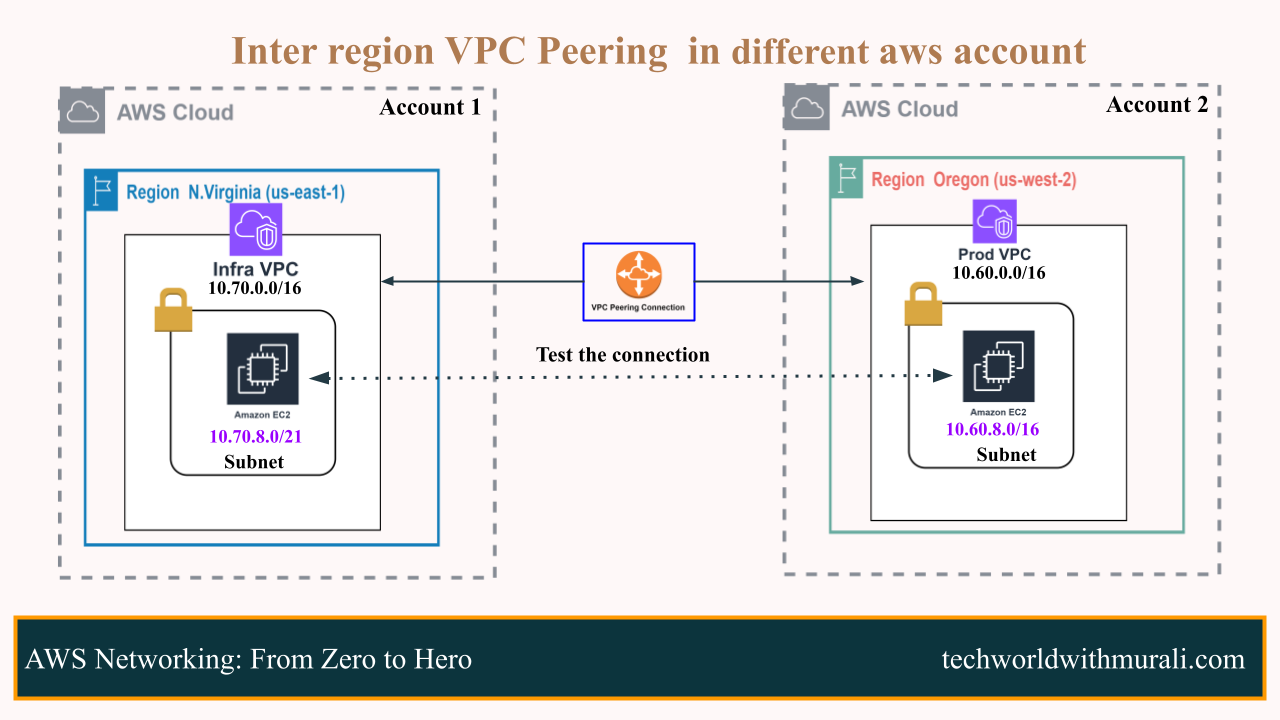 Inter region VPC Peering in different aws account
AWS Cloud
Account 1
Region N.Virginia (us-east-1)
Infra VPC
10.70.0.0/16
Amazon EC2
10.70.8.0/21
Subnet
VPC Peering Connection
Test the connection
AWS Cloud
Account 2
Region Oregon (us-west-2)
Prod VPC
10.60.0.0/16
Amazon EC2
10.60.8.0/16
Subnet
AWS Networking: From Zero to Hero
techworldwithmurali.com